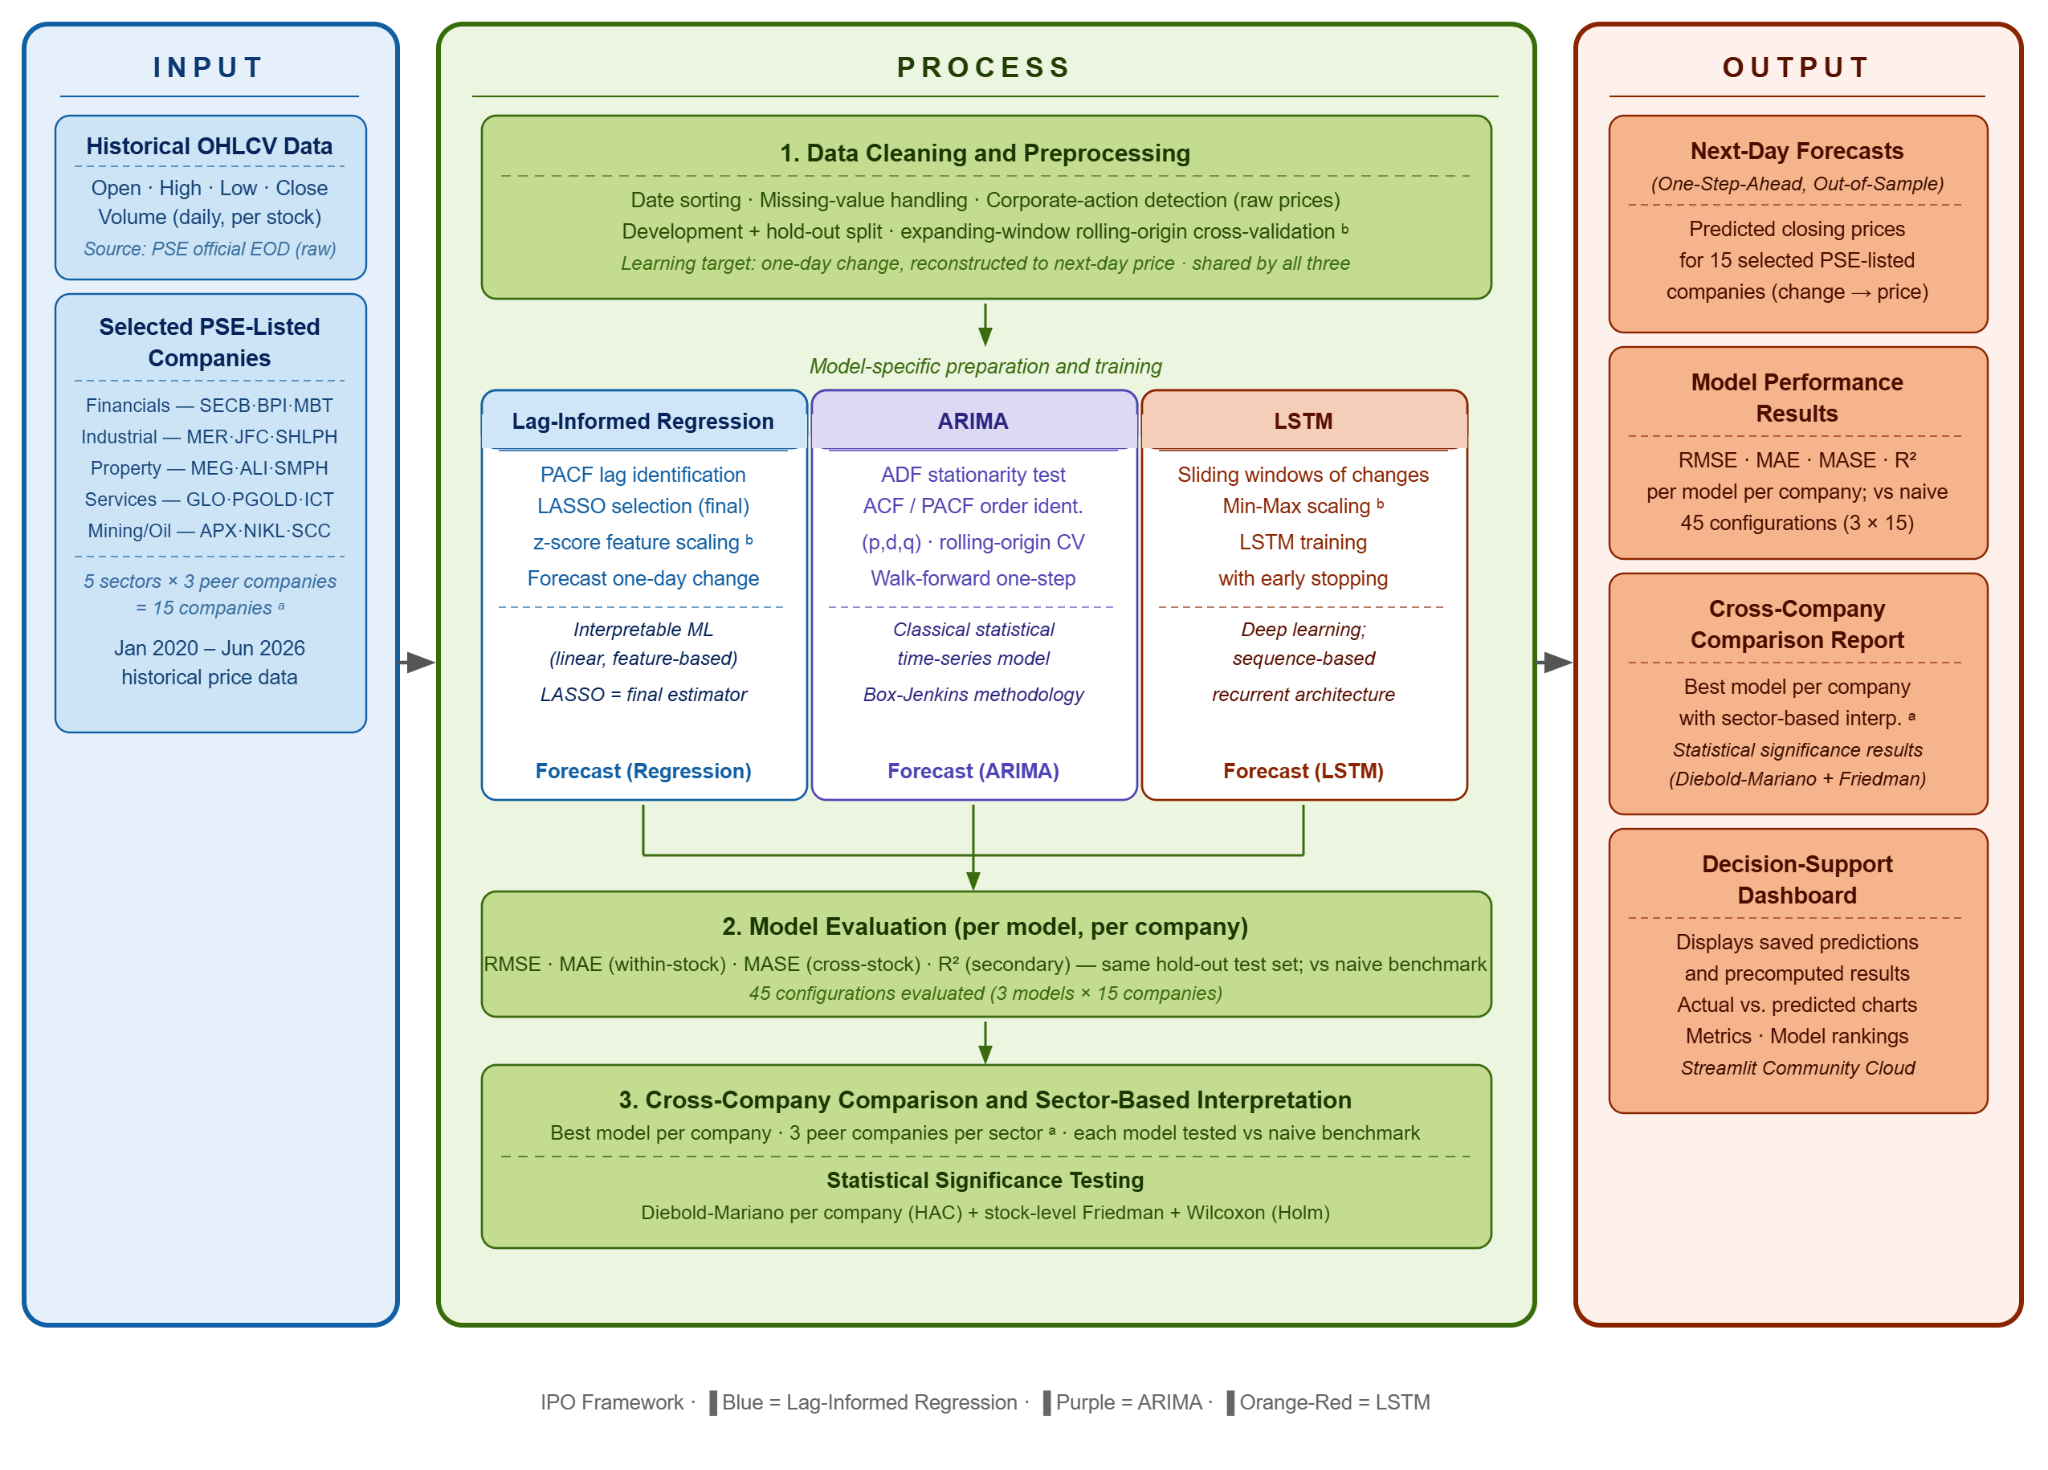 INPUT
Historical OHLCV Data
Open · High · Low · Close
Volume (daily, per stock)
Source: PSE official EOD (raw)
Selected PSE-Listed
Companies
Financials — SECB·BPI·MBT
Industrial — MER·JFC·SHLPH
Property — MEG·ALI·SMPH
Services — GLO·PGOLD·ICT
Mining/Oil — APX·NIKL·SCC
5 sectors × 3 peer companies
= 15 companies ᵃ
Jan 2020 – Jun 2026
historical price data
PROCESS
1. Data Cleaning and Preprocessing
Date sorting · Missing-value handling · Corporate-action detection (raw prices)
Development + hold-out split · expanding-window rolling-origin cross-validation ᵇ
Learning target: one-day change, reconstructed to next-day price · shared by all three
Model-specific preparation and training
Lag-Informed Regression
PACF lag identification
LASSO selection (final)
z-score feature scaling ᵇ
Forecast one-day change
Interpretable ML
(linear, feature-based)
LASSO = final estimator
Forecast (Regression)
ARIMA
ADF stationarity test
ACF / PACF order ident.
(p,d,q) · rolling-origin CV
Walk-forward one-step
Classical statistical
time-series model
Box-Jenkins methodology
Forecast (ARIMA)
LSTM
Sliding windows of changes
Min-Max scaling ᵇ
LSTM training
with early stopping
Deep learning;
sequence-based
recurrent architecture
Forecast (LSTM)
2. Model Evaluation (per model, per company)
RMSE · MAE (within-stock) · MASE (cross-stock) · R² (secondary) — same hold-out test set; vs naive benchmark
45 configurations evaluated (3 models × 15 companies)
3. Cross-Company Comparison and Sector-Based Interpretation
Best model per company · 3 peer companies per sector ᵃ · each model tested vs naive benchmark
Statistical Significance Testing
Diebold-Mariano per company (HAC) + stock-level Friedman + Wilcoxon (Holm)
OUTPUT
Next-Day Forecasts
(One-Step-Ahead, Out-of-Sample)
Predicted closing prices
for 15 selected PSE-listed
companies (change → price)
Model Performance
Results
RMSE · MAE · MASE · R²
per model per company; vs naive
45 configurations (3 × 15)
Cross-Company
Comparison Report
Best model per company
with sector-based interp. ᵃ
Statistical significance results
(Diebold-Mariano + Friedman)
Decision-Support
Dashboard
Displays saved predictions
and precomputed results
Actual vs. predicted charts
Metrics · Model rankings
Streamlit Community Cloud
IPO Framework · ▐ Blue = Lag-Informed Regression · ▐ Purple = ARIMA · ▐ Orange-Red = LSTM